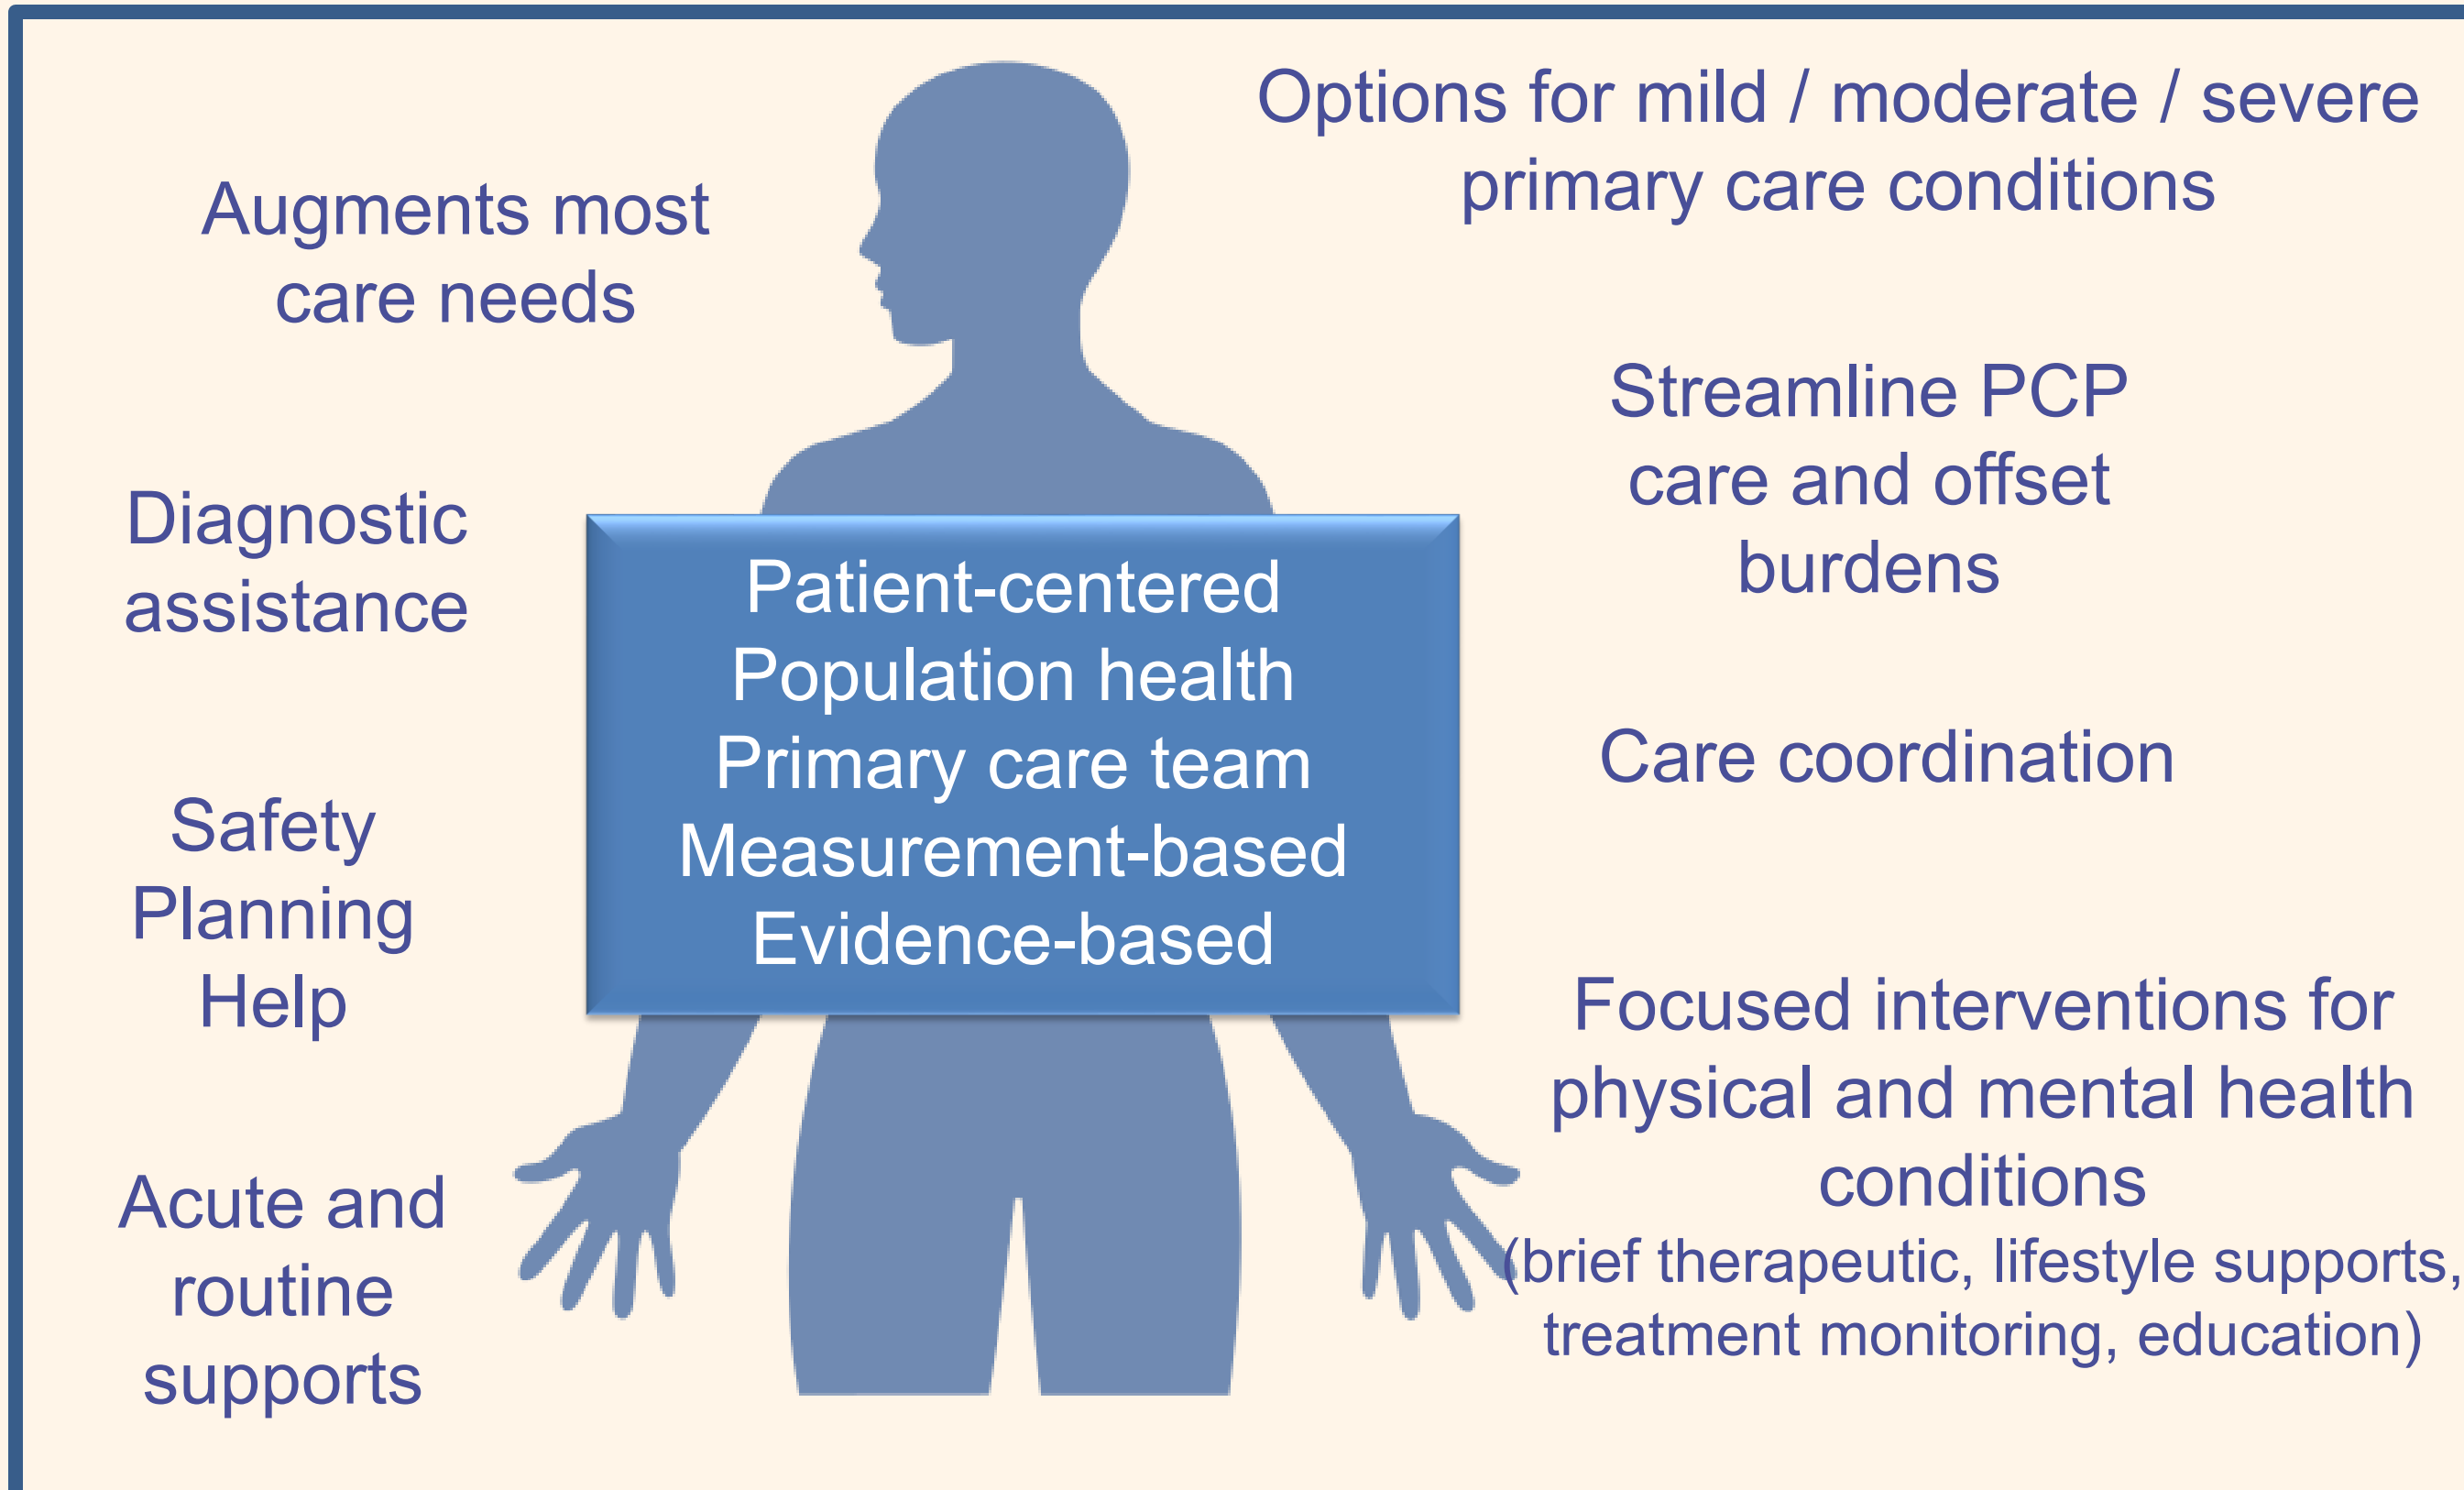 Augments most
care needs
Diagnostic
assistance
Safety
Planning
Help
Acute and
routine
supports
Patient-centered
Population health
Primary care team
Measurement-based
Evidence-based
Options for mild / moderate / severe
primary care conditions
Streamline PCP
care and offset
burdens
Care coordination
Focused interventions for
physical and mental health
conditions
(brief therapeutic, lifestyle supports,
treatment monitoring, education)